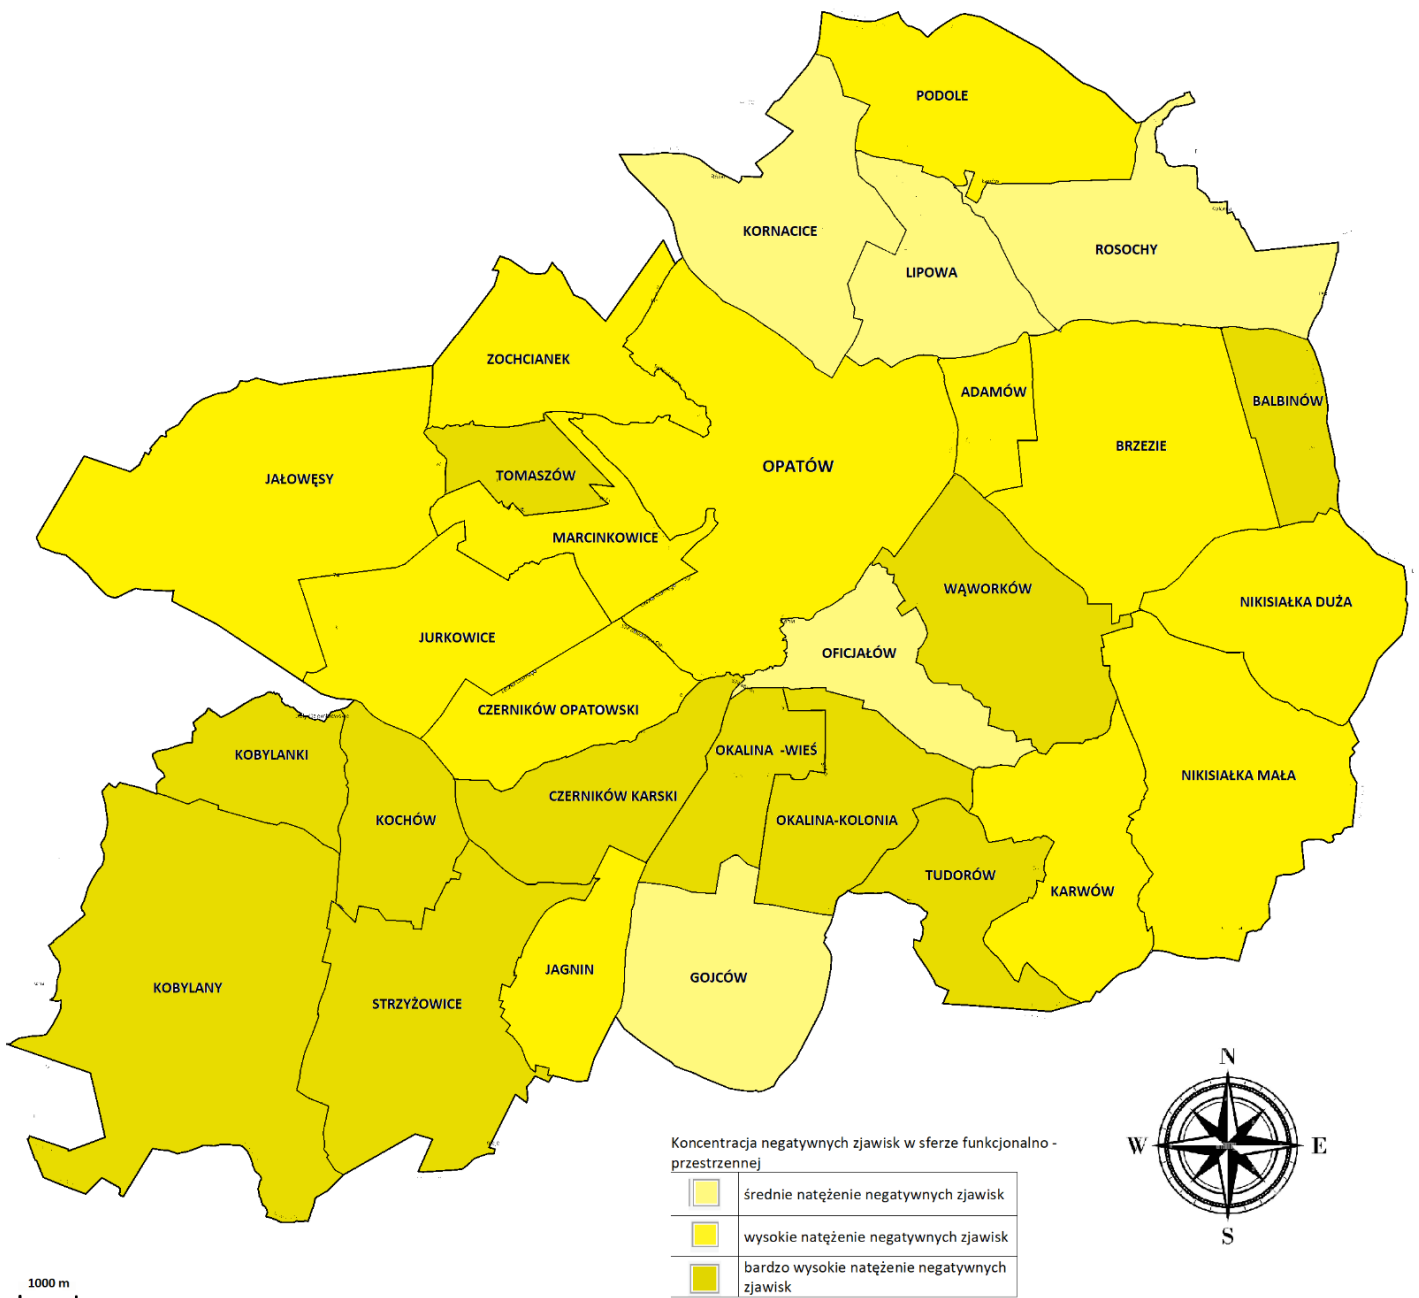 PODOLE
KORNACICE
ROSOCHY
LIPOWA
ZOCHCIANEK
ADAMÓW
BALBINÓW
BRZEZIE
OPATÓW
JAŁOWĘSY
TOMASZÓW
MARCINKOWICE
WĄWORKÓW
NIKISIAŁKA DUŻA
JURKOWICE
OFICJAŁÓW
CZERNIKÓW OPATOWSKI
KOBYLANKI
OKALINA -WIEŚ
NIKISIAŁKA MAŁA
CZERNIKÓW KARSKI
KOCHÓW
OKALINA-KOLONIA
TUDORÓW
KARWÓW
JAGNIN
GOJCÓW
KOBYLANY
STRZYŻOWICE
N
W
E
S
Koncentracja negatywnych zjawisk w sferze funkcjonalno -
przestrzennej
średnie natężenie negatywnych zjawisk
wysokie natężenie negatywnych zjawisk
bardzo wysokie natężenie negatywnych
zjawisk
1000 m